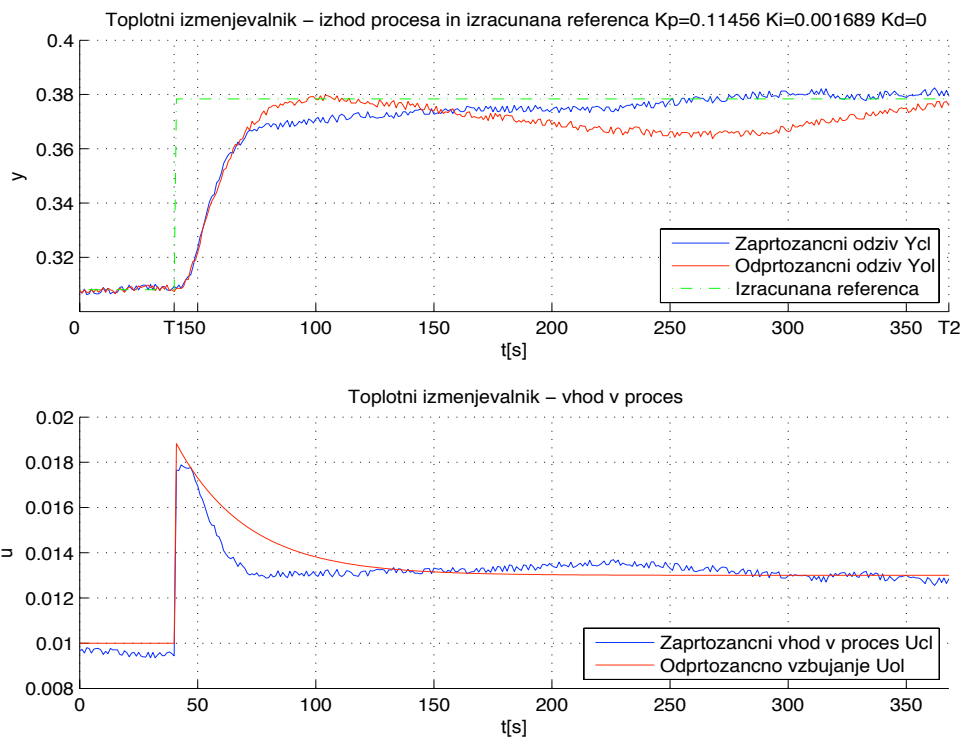 Toplotni izmenjevalnik – izhod procesa in izracunana referenca Kp=0.11456 Ki=0.001689 Kd=0
0.4
0.38
0.36
0.34
0.32
y
Zaprtozancni odziv Ycl
Odprtozancni odziv Yol
Izracunana referenca
0 T1 50 100 150 200 250 300 350 T2
t[s]
Toplotni izmenjevalnik – vhod v proces
0.02
0.018
0.016
0.014
0.012
0.01
0.008
u
Zaprtozancni vhod v proces Ucl
Odprtozancno vzbujanje Uol
0 50 100 150 200 250 300 350
t[s]